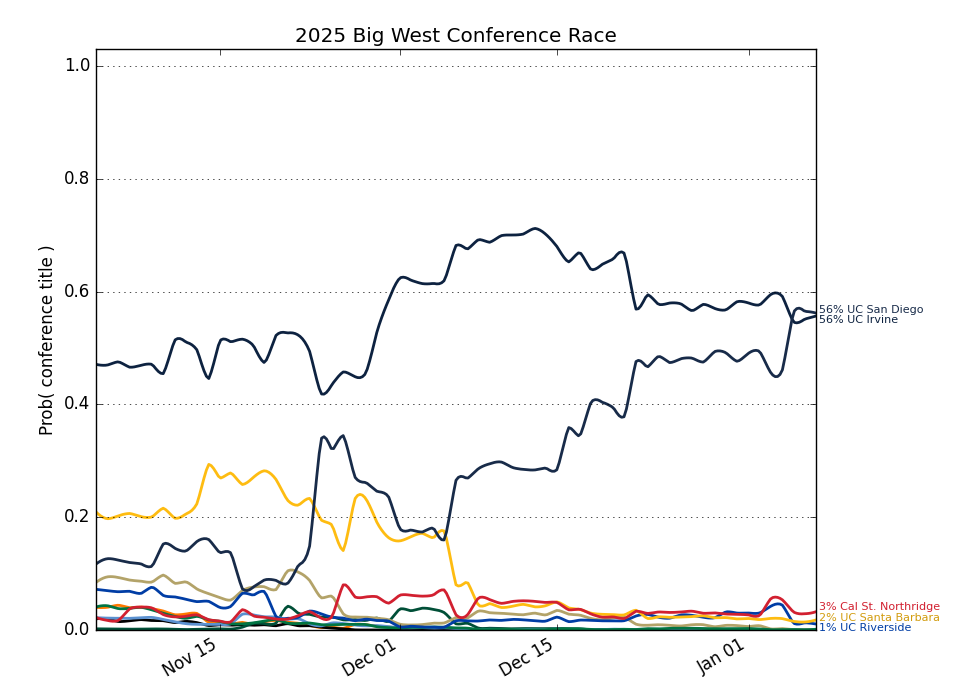 2025 Big West Conference Race
Prob( conference title )
1.0
0.8
0.6
0.4
0.2
0.0
Nov 15
Dec 01
Dec 15
Jan 01
56% UC San Diego
56% UC Irvine
3% Cal St. Northridge
2% UC Santa Barbara
1% UC Riverside